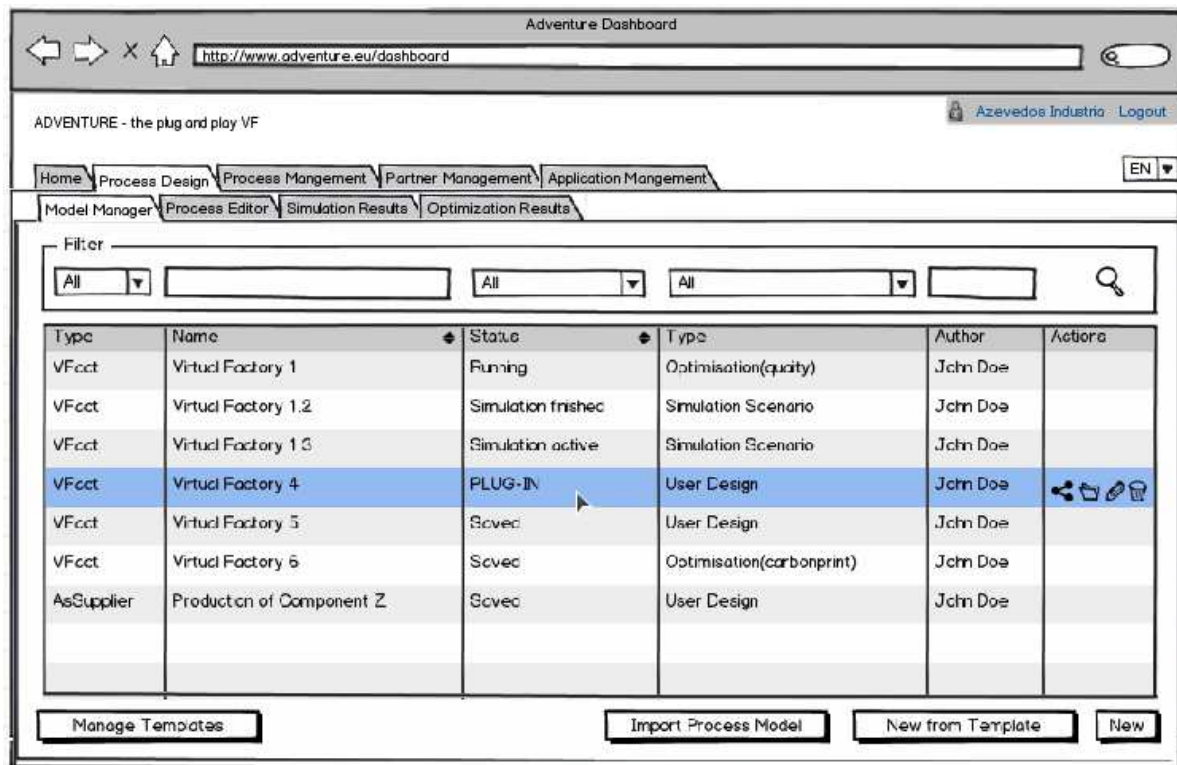 Adventure Dashboard
http://www.adventure.eu/dashboard
Azevedos Industria Logout
ADVENTURE - the plug and play VF
EN
Home Process Design Process Mangement Partner Management Application Mangement
Model Manager Process Editor Simulation Results Optimization Results
Filter
All All All
Type Name Status Type Author Actions
VFact Virtual Factory 1 Running Optimisation(quaity) John Doe
VFact Virtual Factory 1.2 Simulation finished Simulation Scenario John Doe
VFact Virtual Factory 1.3 Simulation active Simulation Scenario John Doe
VFact Virtual Factory 4 PLUG-IN User Design John Doe
VFact Virtual Factory 5 Saved User Design John Doe
VFact Virtual Factory 6 Saved Optimisation(carbonprint) John Doe
AsSupplier Production of Component Z Saved User Design John Doe
Manage Templates Import Process Model New from Template New